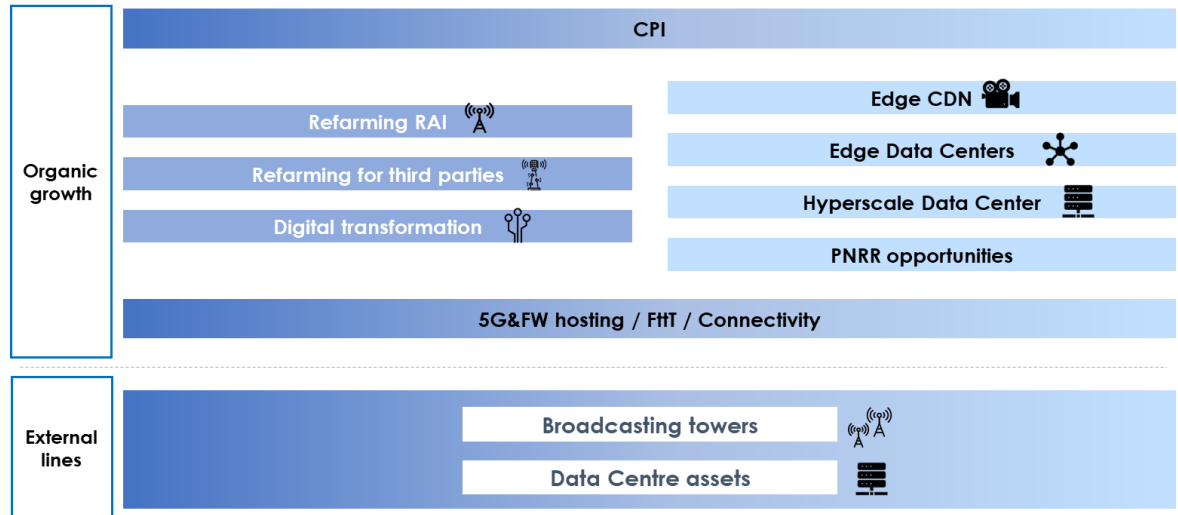 CPI
Organic
growth
Refarming RAI
Refarming for third parties
Digital transformation
Edge CDN
Edge Data Centers
Hyperscale Data Center
PNRR opportunities
5G&FW hosting / FttT / Connectivity
External
lines
Broadcasting towers
Data Centre assets